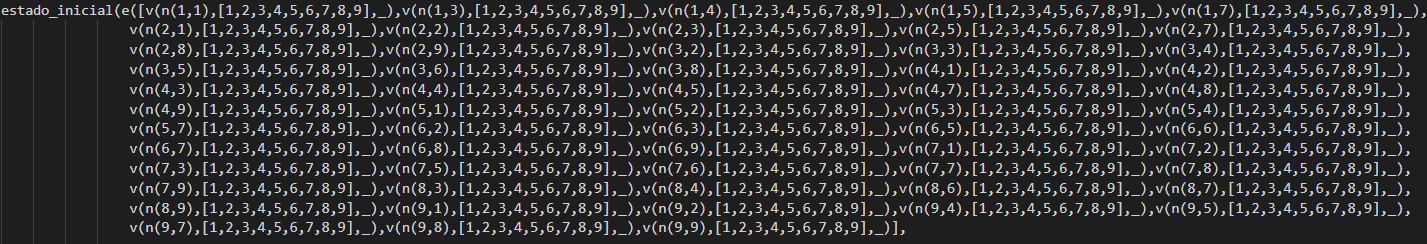 estado_inicial(e([v(n(1,1),[1,2,3,4,5,6,7,8,9],_),v(n(1,3),[1,2,3,4,5,6,7,8,9],_),v(n(1,4),[1,2,3,4,5,6,7,8,9],_),v(n(1,5),[1,2,3,4,5,6,7,8,9],_),v(n(1,7),[1,2,3,4,5,6,7,8,9],_),
v(n(2,1),[1,2,3,4,5,6,7,8,9],_),v(n(2,2),[1,2,3,4,5,6,7,8,9],_),v(n(2,3),[1,2,3,4,5,6,7,8,9],_),v(n(2,5),[1,2,3,4,5,6,7,8,9],_),v(n(2,7),[1,2,3,4,5,6,7,8,9],_),
v(n(2,8),[1,2,3,4,5,6,7,8,9],_),v(n(2,9),[1,2,3,4,5,6,7,8,9],_),v(n(3,2),[1,2,3,4,5,6,7,8,9],_),v(n(3,3),[1,2,3,4,5,6,7,8,9],_),v(n(3,4),[1,2,3,4,5,6,7,8,9],_),
v(n(3,5),[1,2,3,4,5,6,7,8,9],_),v(n(3,6),[1,2,3,4,5,6,7,8,9],_),v(n(3,8),[1,2,3,4,5,6,7,8,9],_),v(n(4,1),[1,2,3,4,5,6,7,8,9],_),v(n(4,2),[1,2,3,4,5,6,7,8,9],_),
v(n(4,3),[1,2,3,4,5,6,7,8,9],_),v(n(4,4),[1,2,3,4,5,6,7,8,9],_),v(n(4,5),[1,2,3,4,5,6,7,8,9],_),v(n(4,7),[1,2,3,4,5,6,7,8,9],_),v(n(4,8),[1,2,3,4,5,6,7,8,9],_),
v(n(4,9),[1,2,3,4,5,6,7,8,9],_),v(n(5,1),[1,2,3,4,5,6,7,8,9],_),v(n(5,2),[1,2,3,4,5,6,7,8,9],_),v(n(5,3),[1,2,3,4,5,6,7,8,9],_),v(n(5,4),[1,2,3,4,5,6,7,8,9],_),
v(n(5,7),[1,2,3,4,5,6,7,8,9],_),v(n(6,2),[1,2,3,4,5,6,7,8,9],_),v(n(6,3),[1,2,3,4,5,6,7,8,9],_),v(n(6,5),[1,2,3,4,5,6,7,8,9],_),v(n(6,6),[1,2,3,4,5,6,7,8,9],_),
v(n(6,7),[1,2,3,4,5,6,7,8,9],_),v(n(6,8),[1,2,3,4,5,6,7,8,9],_),v(n(6,9),[1,2,3,4,5,6,7,8,9],_),v(n(7,1),[1,2,3,4,5,6,7,8,9],_),v(n(7,2),[1,2,3,4,5,6,7,8,9],_),
v(n(7,3),[1,2,3,4,5,6,7,8,9],_),v(n(7,5),[1,2,3,4,5,6,7,8,9],_),v(n(7,6),[1,2,3,4,5,6,7,8,9],_),v(n(7,7),[1,2,3,4,5,6,7,8,9],_),v(n(7,8),[1,2,3,4,5,6,7,8,9],_),
v(n(7,9),[1,2,3,4,5,6,7,8,9],_),v(n(8,3),[1,2,3,4,5,6,7,8,9],_),v(n(8,4),[1,2,3,4,5,6,7,8,9],_),v(n(8,6),[1,2,3,4,5,6,7,8,9],_),v(n(8,7),[1,2,3,4,5,6,7,8,9],_),
v(n(8,9),[1,2,3,4,5,6,7,8,9],_),v(n(9,1),[1,2,3,4,5,6,7,8,9],_),v(n(9,2),[1,2,3,4,5,6,7,8,9],_),v(n(9,4),[1,2,3,4,5,6,7,8,9],_),v(n(9,5),[1,2,3,4,5,6,7,8,9],_),
v(n(9,7),[1,2,3,4,5,6,7,8,9],_),v(n(9,8),[1,2,3,4,5,6,7,8,9],_),v(n(9,9),[1,2,3,4,5,6,7,8,9],_)],